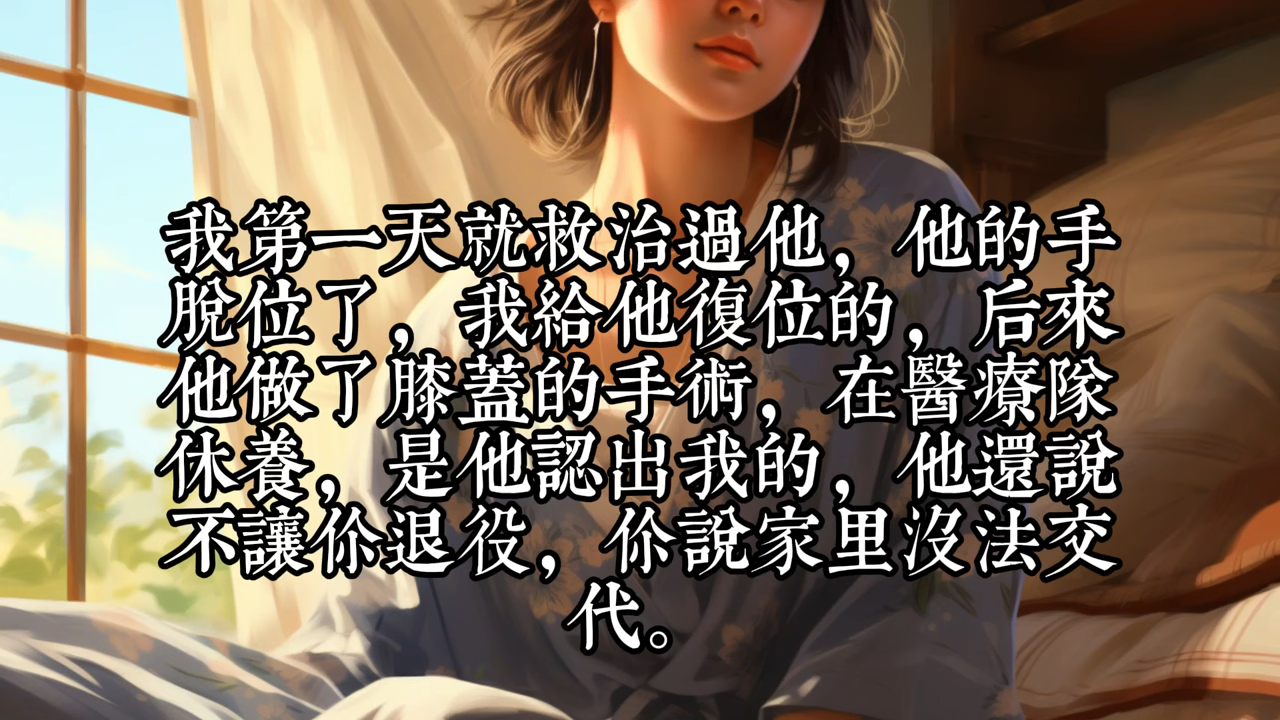 我第一天就救治過他，他的手
脫位了，我給他復位的，后來
他做了膝蓋的手術，在醫療隊
休養，是他認出我的，他還說
不讓你退役，你說家里沒法交
代。